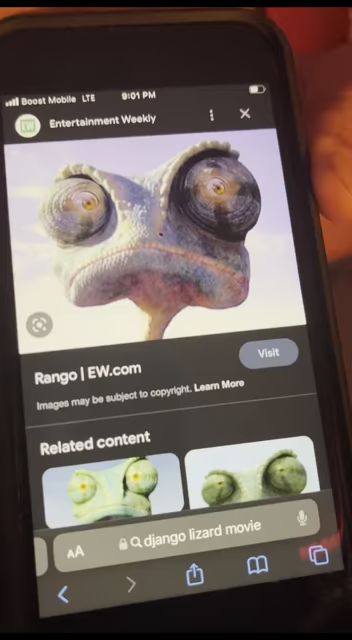 Boost Mobile LTE 9:01 PM
EW Entertainment Weekly
Rango | EW.com
Visit
Images may be subject to copyright. Learn More
Related content
AA django lizard movie